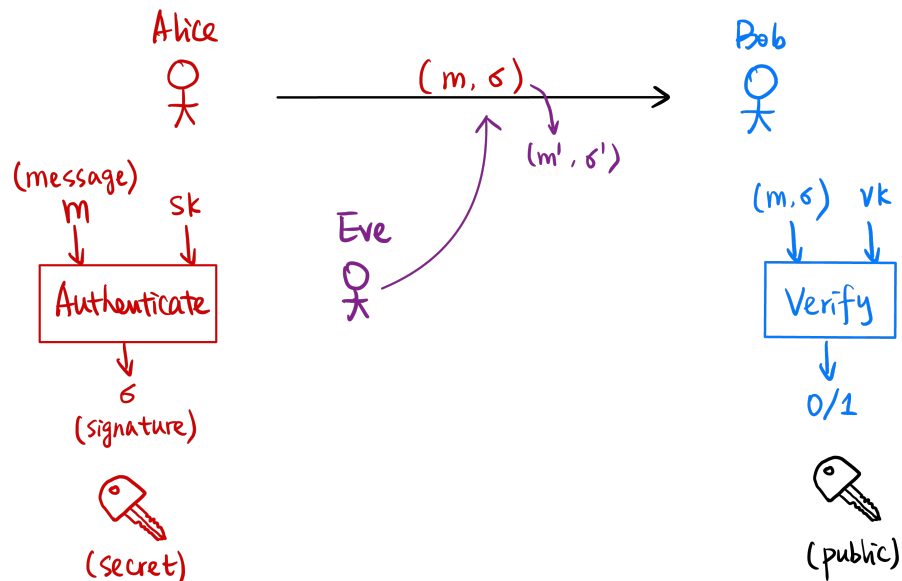 Alice
Bob
(m, σ)
(m', σ')
(message)
m
sk
Eve
(m, σ)
vk
Authenticate
Verify
σ
(signature)
0/1
(secret)
(public)